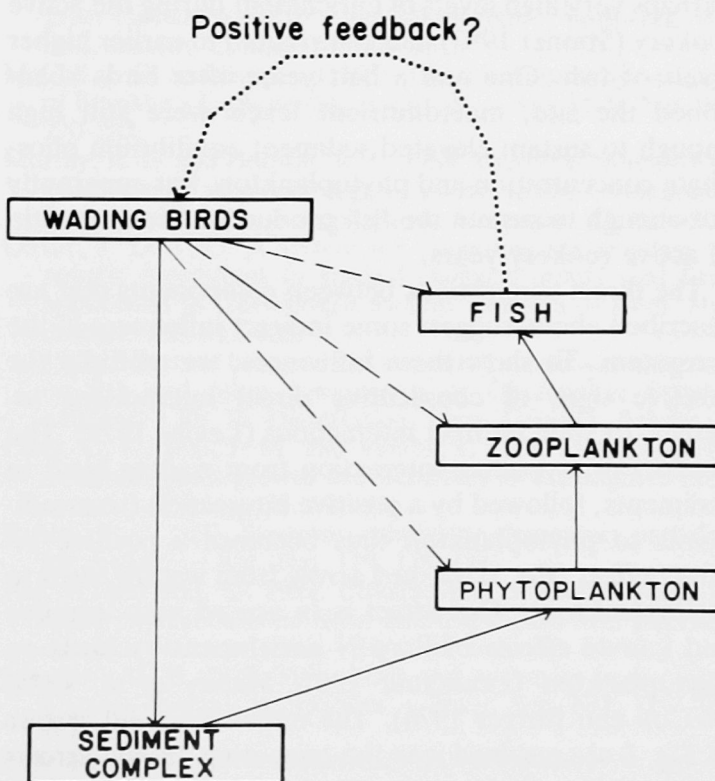 Positive feedback?
WADING BIRDS
FISH
ZOOPLANKTON
PHYTOPLANKTON
SEDIMENT
COMPLEX